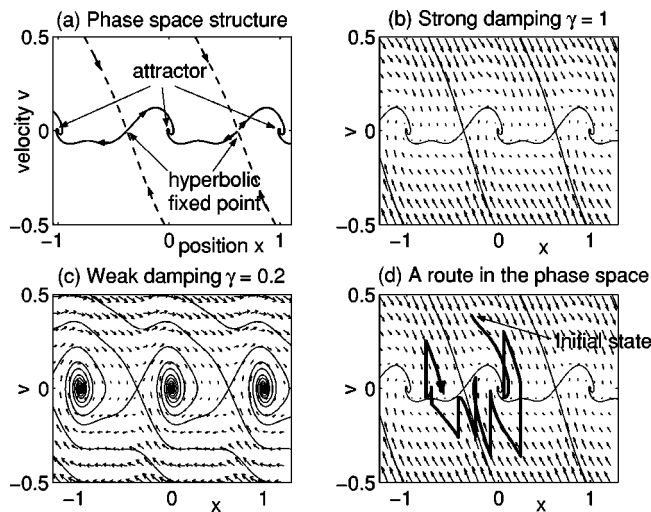 (a) Phase space structure
0.5
0
−0.5
velocity v
attractor
hyperbolic
fixed point
−1
0
1
position x
(b) Strong damping γ = 1
0.5
0
−0.5
v
−1
0
1
x
(c) Weak damping γ = 0.2
0.5
0
−0.5
v
−1
0
1
x
(d) A route in the phase space
0.5
0
−0.5
v
Initial state
−1
0
1
x